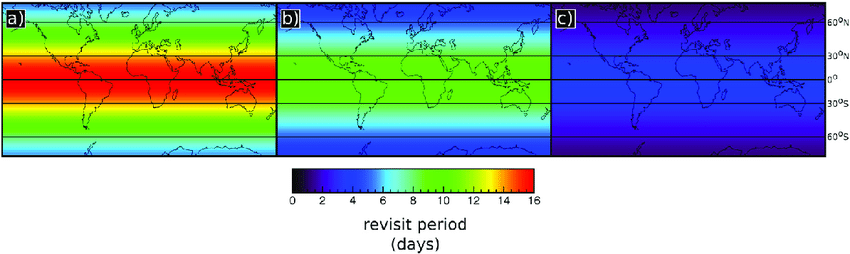 a) b) c)
60°N
30°N
0°
30°S
60°S
0 2 4 6 8 10 12 14 16
revisit period
(days)